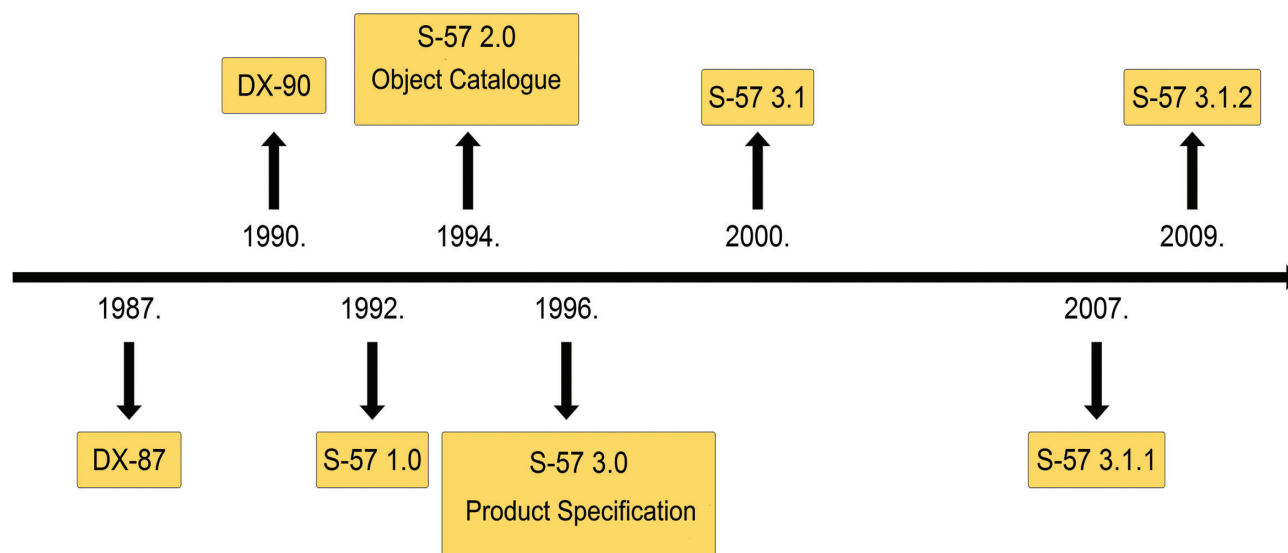 S-57 2.0
Object Catalogue
DX-90
S-57 3.1
S-57 3.1.2
1990.
1994.
2000.
2009.
1987.
1992.
1996.
2007.
DX-87
S-57 1.0
S-57 3.0
Product Specification
S-57 3.1.1